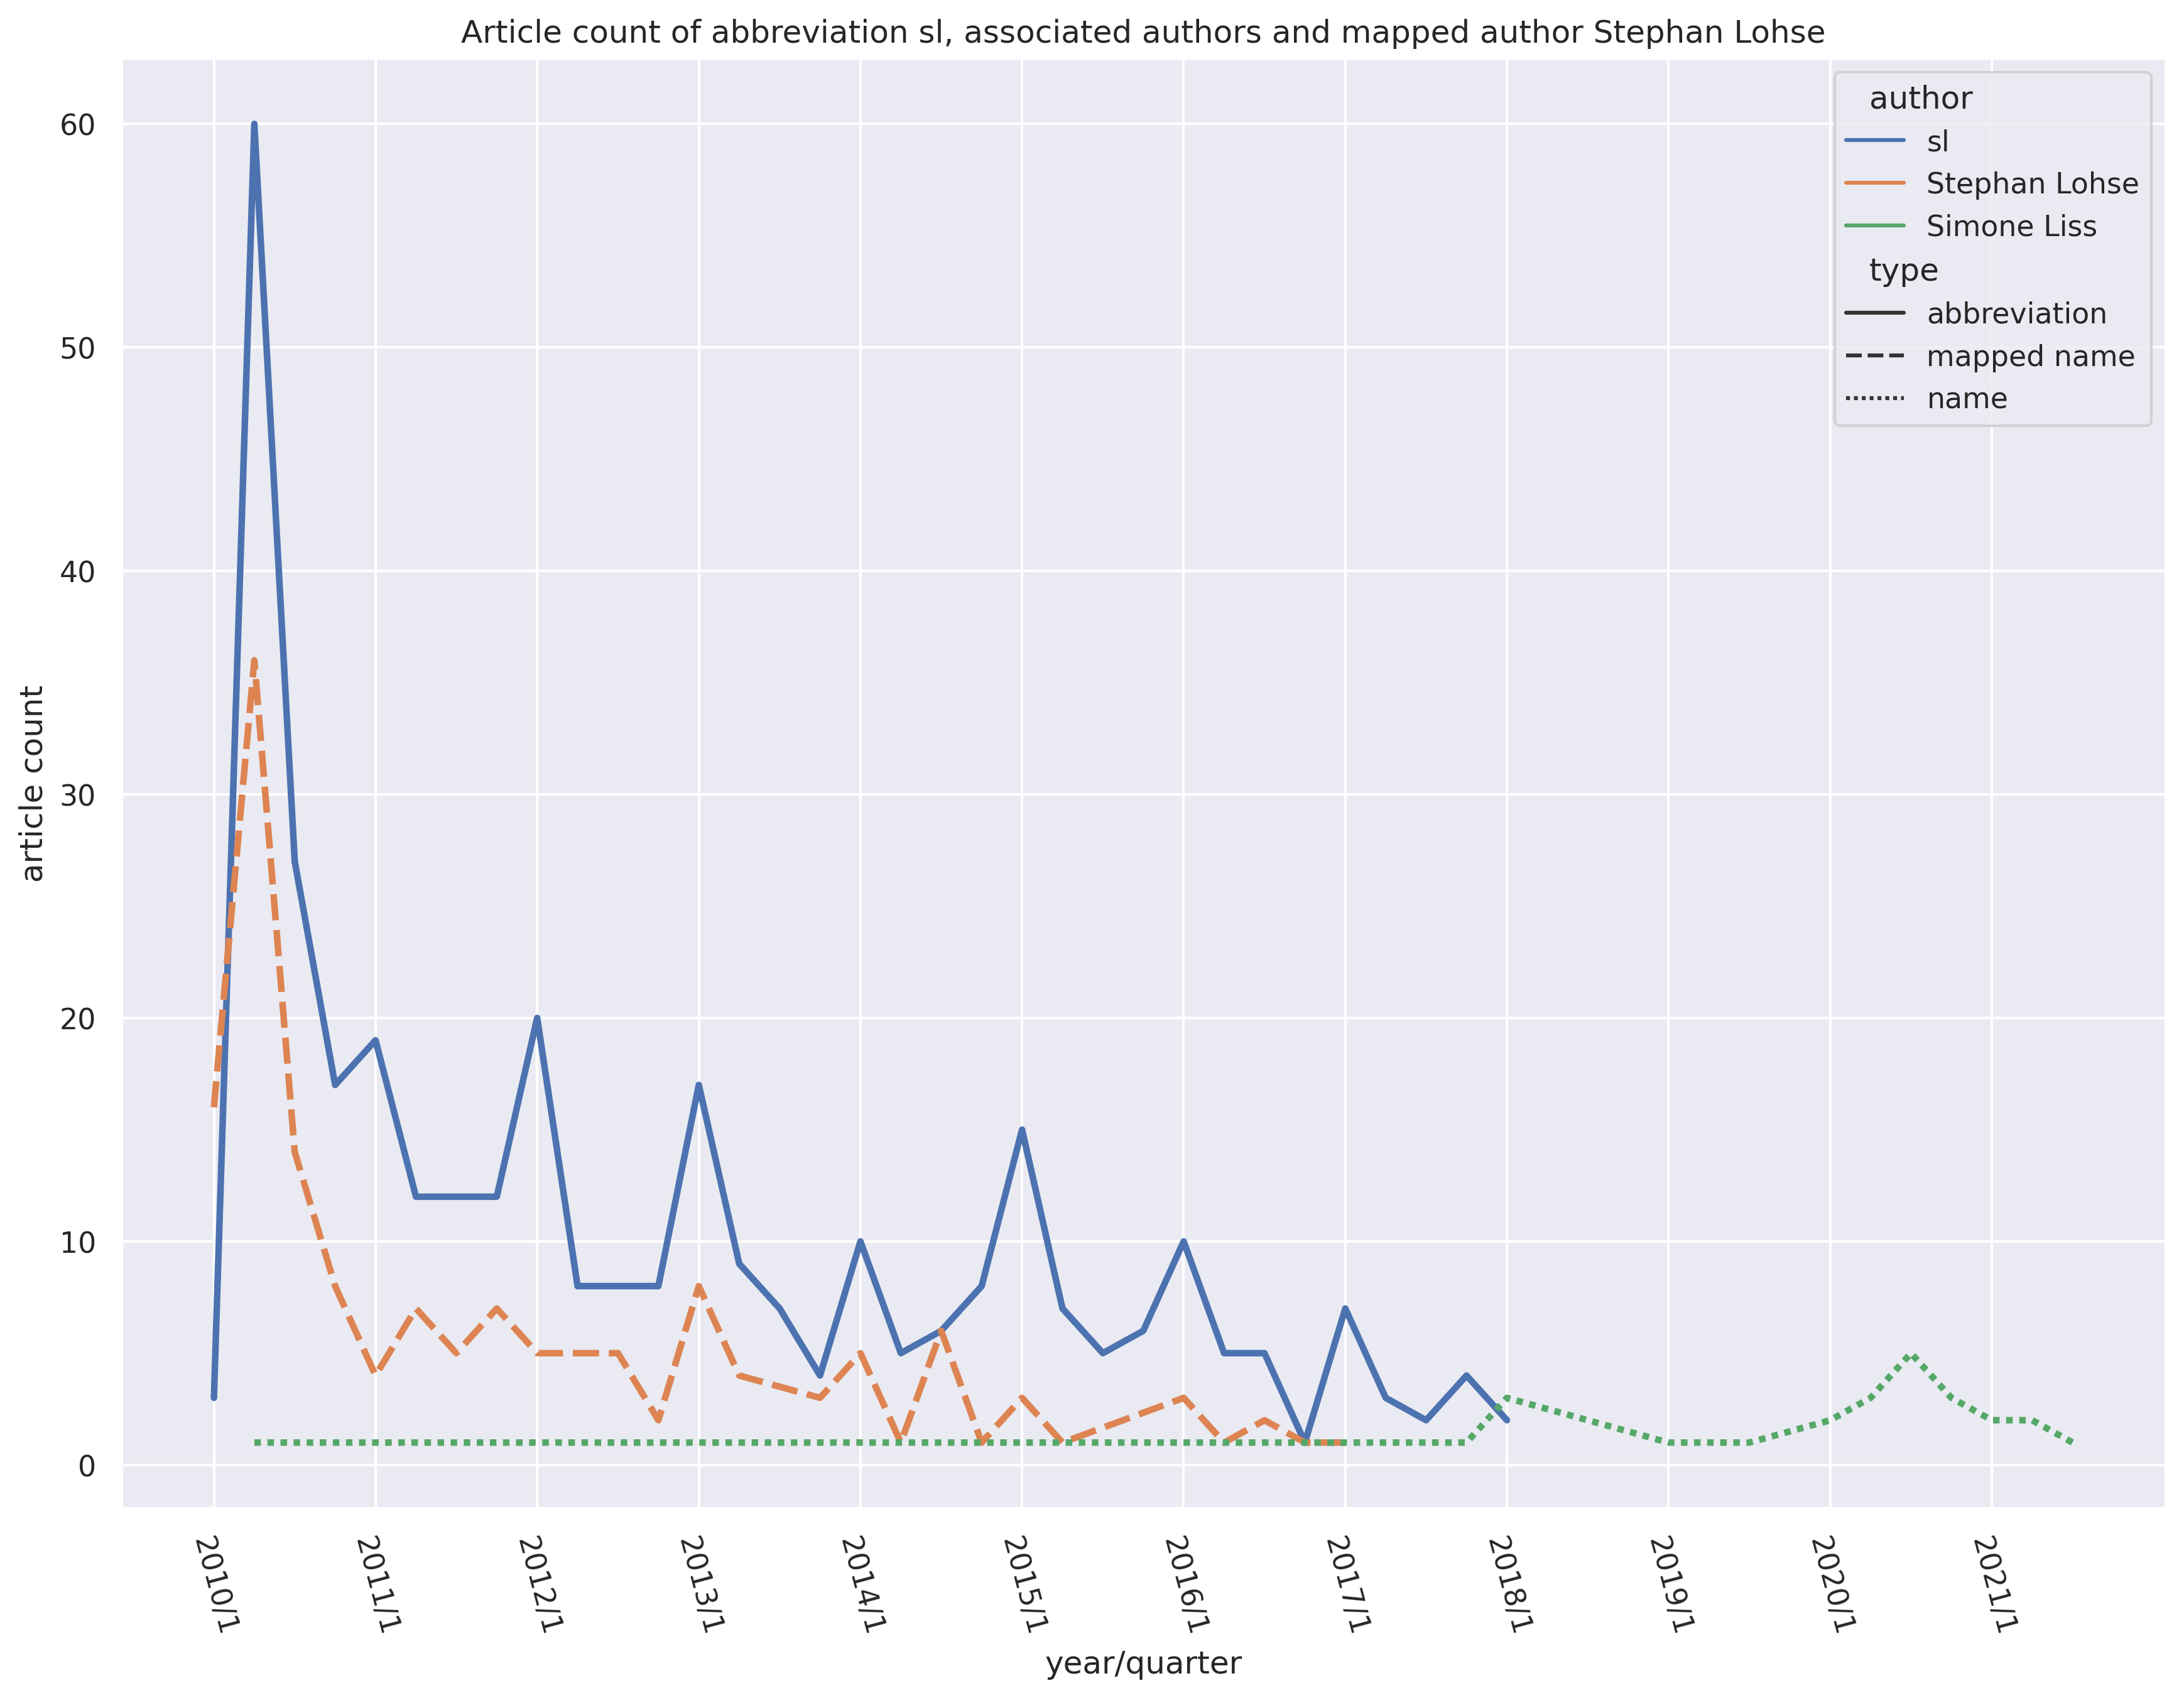 Article count of abbreviation sl, associated authors and mapped author Stephan Lohse
author
sl
Stephan Lohse
Simone Liss
type
abbreviation
mapped name
name
article count
60
50
40
30
20
10
0
2010/1
2011/1
2012/1
2013/1
2014/1
2015/1
2016/1
2017/1
2018/1
2019/1
2020/1
2021/1
year/quarter